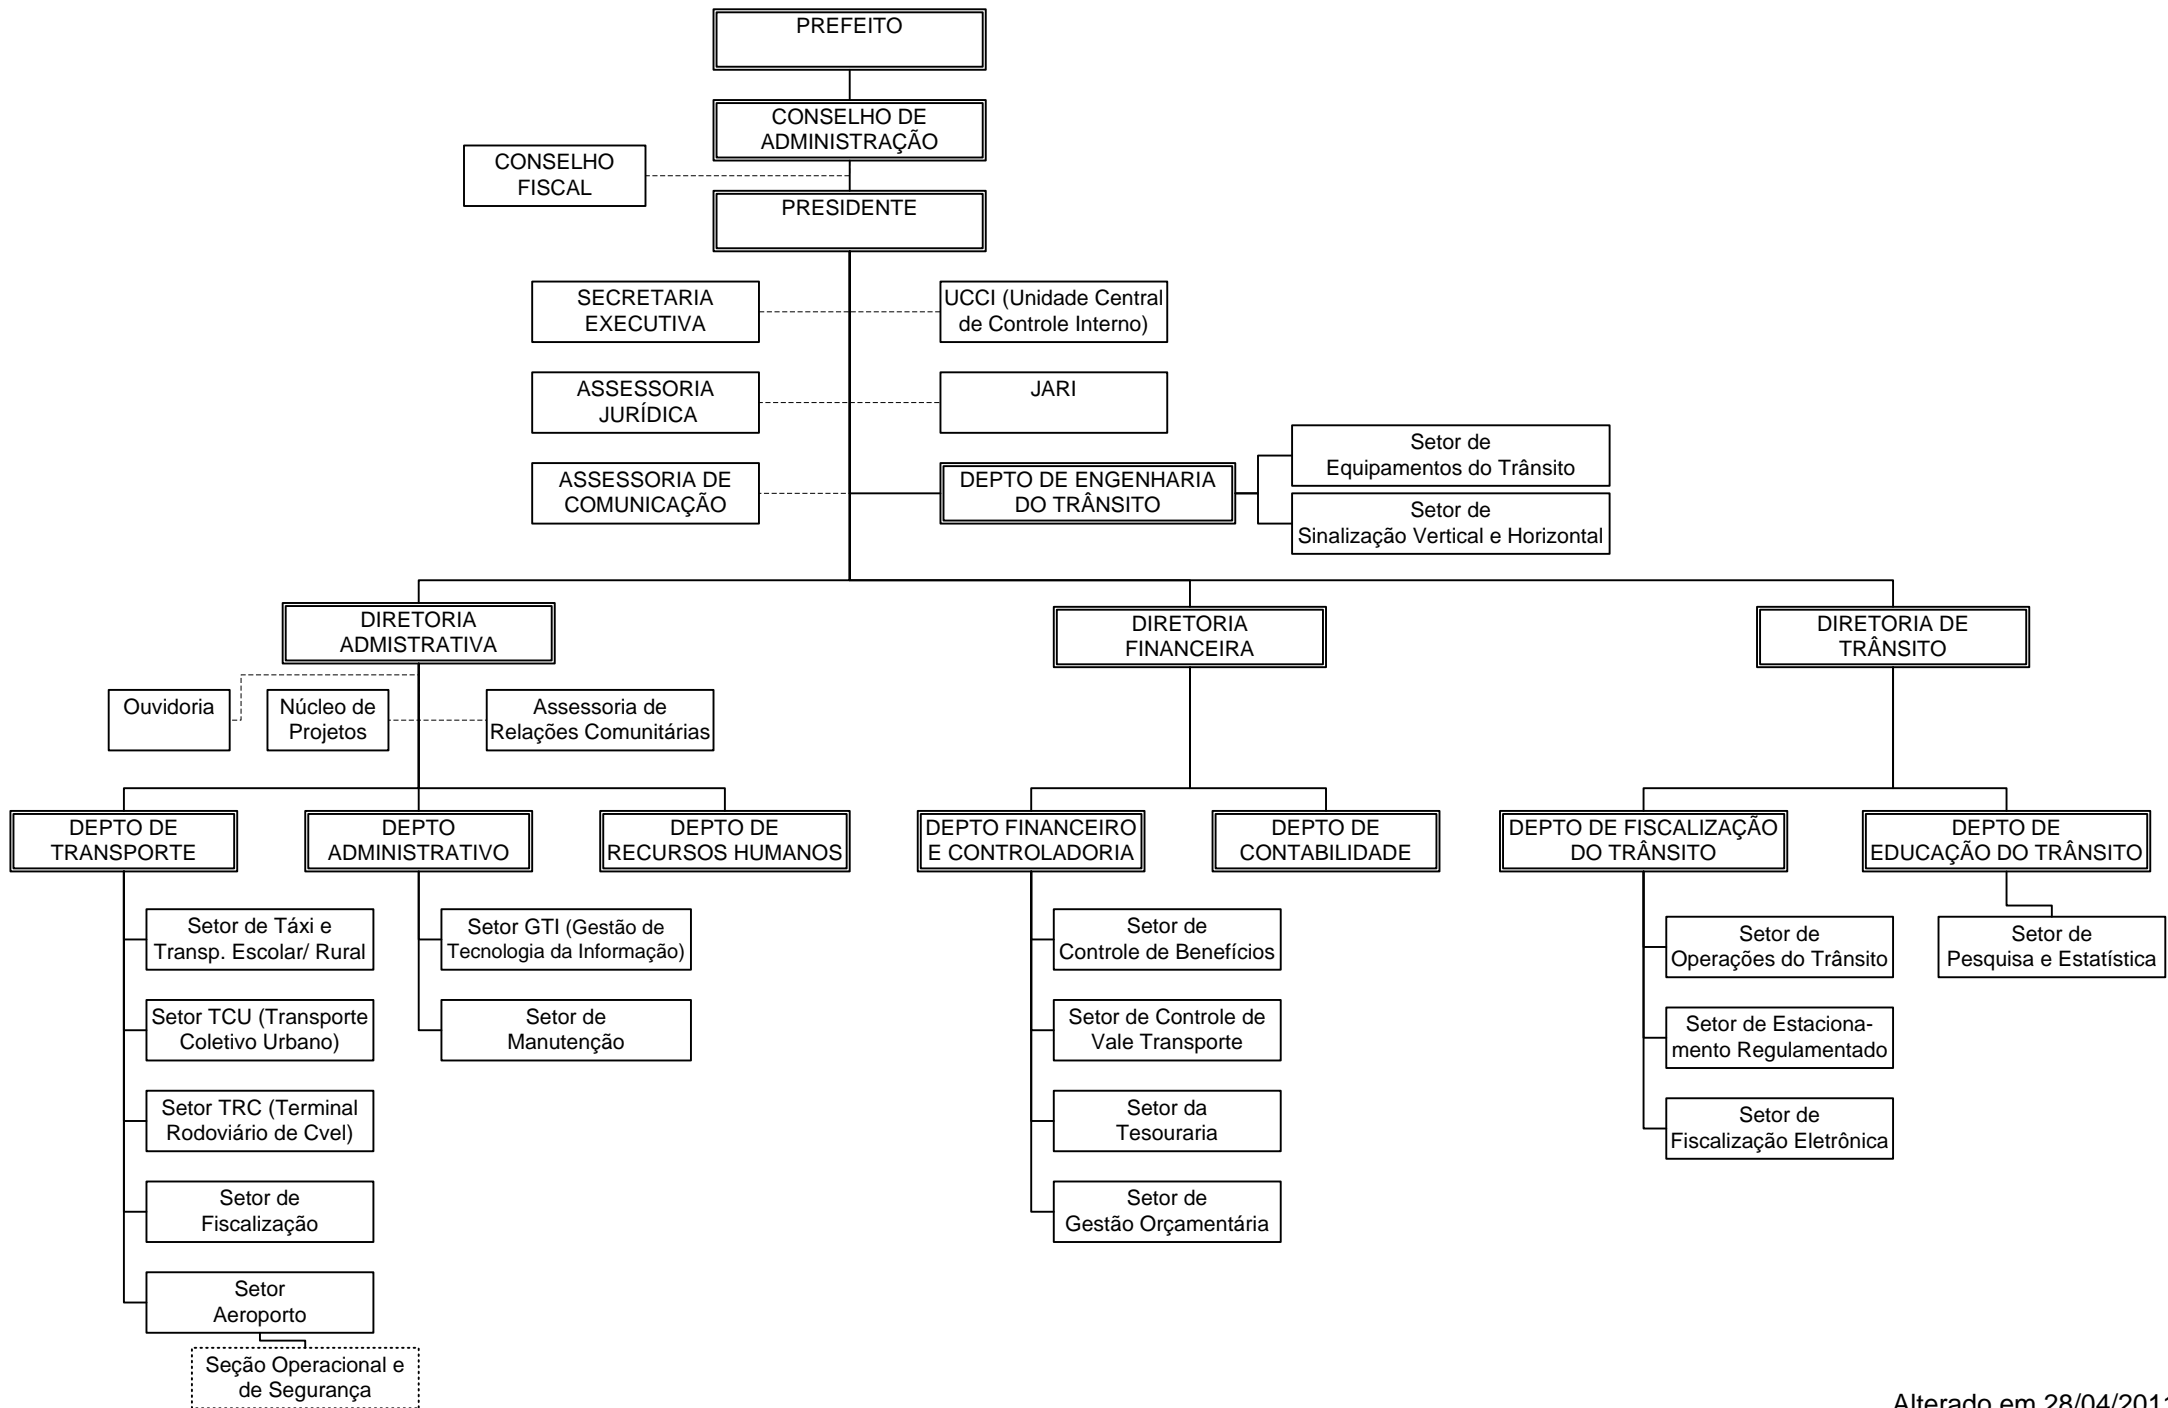 PREFEITO
CONSELHO DE
ADMINISTRAÇÃO
CONSELHO
FISCAL
PRESIDENTE
SECRETARIA
EXECUTIVA
UCCI (Unidade Central
de Controle Interno)
ASSESSORIA
JURÍDICA
JARI
ASSESSORIA DE
COMUNICAÇÃO
DEPTO DE ENGENHARIA
DO TRÂNSITO
Setor de
Equipamentos do Trânsito
Setor de
Sinalização Vertical e Horizontal
DIRETORIA
ADMISTRATIVA
DIRETORIA
FINANCEIRA
DIRETORIA DE
TRÂNSITO
Ouvidoria
Núcleo de
Projetos
Assessoria de
Relações Comunitárias
DEPTO DE
TRANSPORTE
DEPTO
ADMINISTRATIVO
DEPTO DE
RECURSOS HUMANOS
DEPTO FINANCEIRO
E CONTROLADORIA
DEPTO DE
CONTABILIDADE
DEPTO DE FISCALIZAÇÃO
DO TRÂNSITO
DEPTO DE
EDUCAÇÃO DO TRÂNSITO
Setor de Táxi e
Transp. Escolar/ Rural
Setor TCU (Transporte
Coletivo Urbano)
Setor TRC (Terminal
Rodoviário de Cvel)
Setor de
Fiscalização
Setor
Aeroporto
Seção Operacional e
de Segurança
Setor GTI (Gestão de
Tecnologia da Informação)
Setor de
Manutenção
Setor de
Controle de Benefícios
Setor de Controle de
Vale Transporte
Setor da
Tesouraria
Setor de
Gestão Orçamentária
Setor de
Operações do Trânsito
Setor de Estaciona-
mento Regulamentado
Setor de
Fiscalização Eletrônica
Setor de
Pesquisa e Estatística
Alterado em 28/04/2011